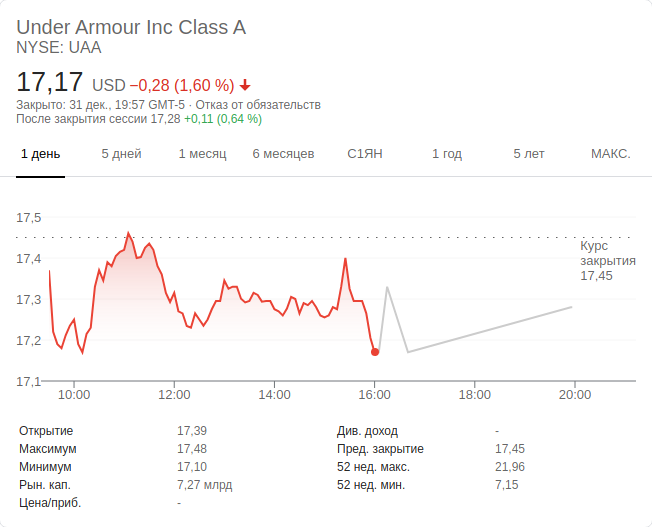 Under Armour Inc Class A
NYSE: UAA
17,17 USD −0,28 (1,60 %)
Закрыто: 31 дек., 19:57 GMT-5 · Отказ от обязательств
После закрытия сессии 17,28 +0,11 (0,64 %)
1 день 5 дней 1 месяц 6 месяцев С1ЯН 1 год 5 лет МАКС.
17,5
17,4
17,3
17,2
17,1
Курс
закрытия
17,45
10:00 12:00 14:00 16:00 18:00 20:00
Открытие 17,39 Див. доход -
Максимум 17,48 Пред. закрытие 17,45
Минимум 17,10 52 нед. макс. 21,96
Рын. кап. 7,27 млрд 52 нед. мин. 7,15
Цена/приб. -